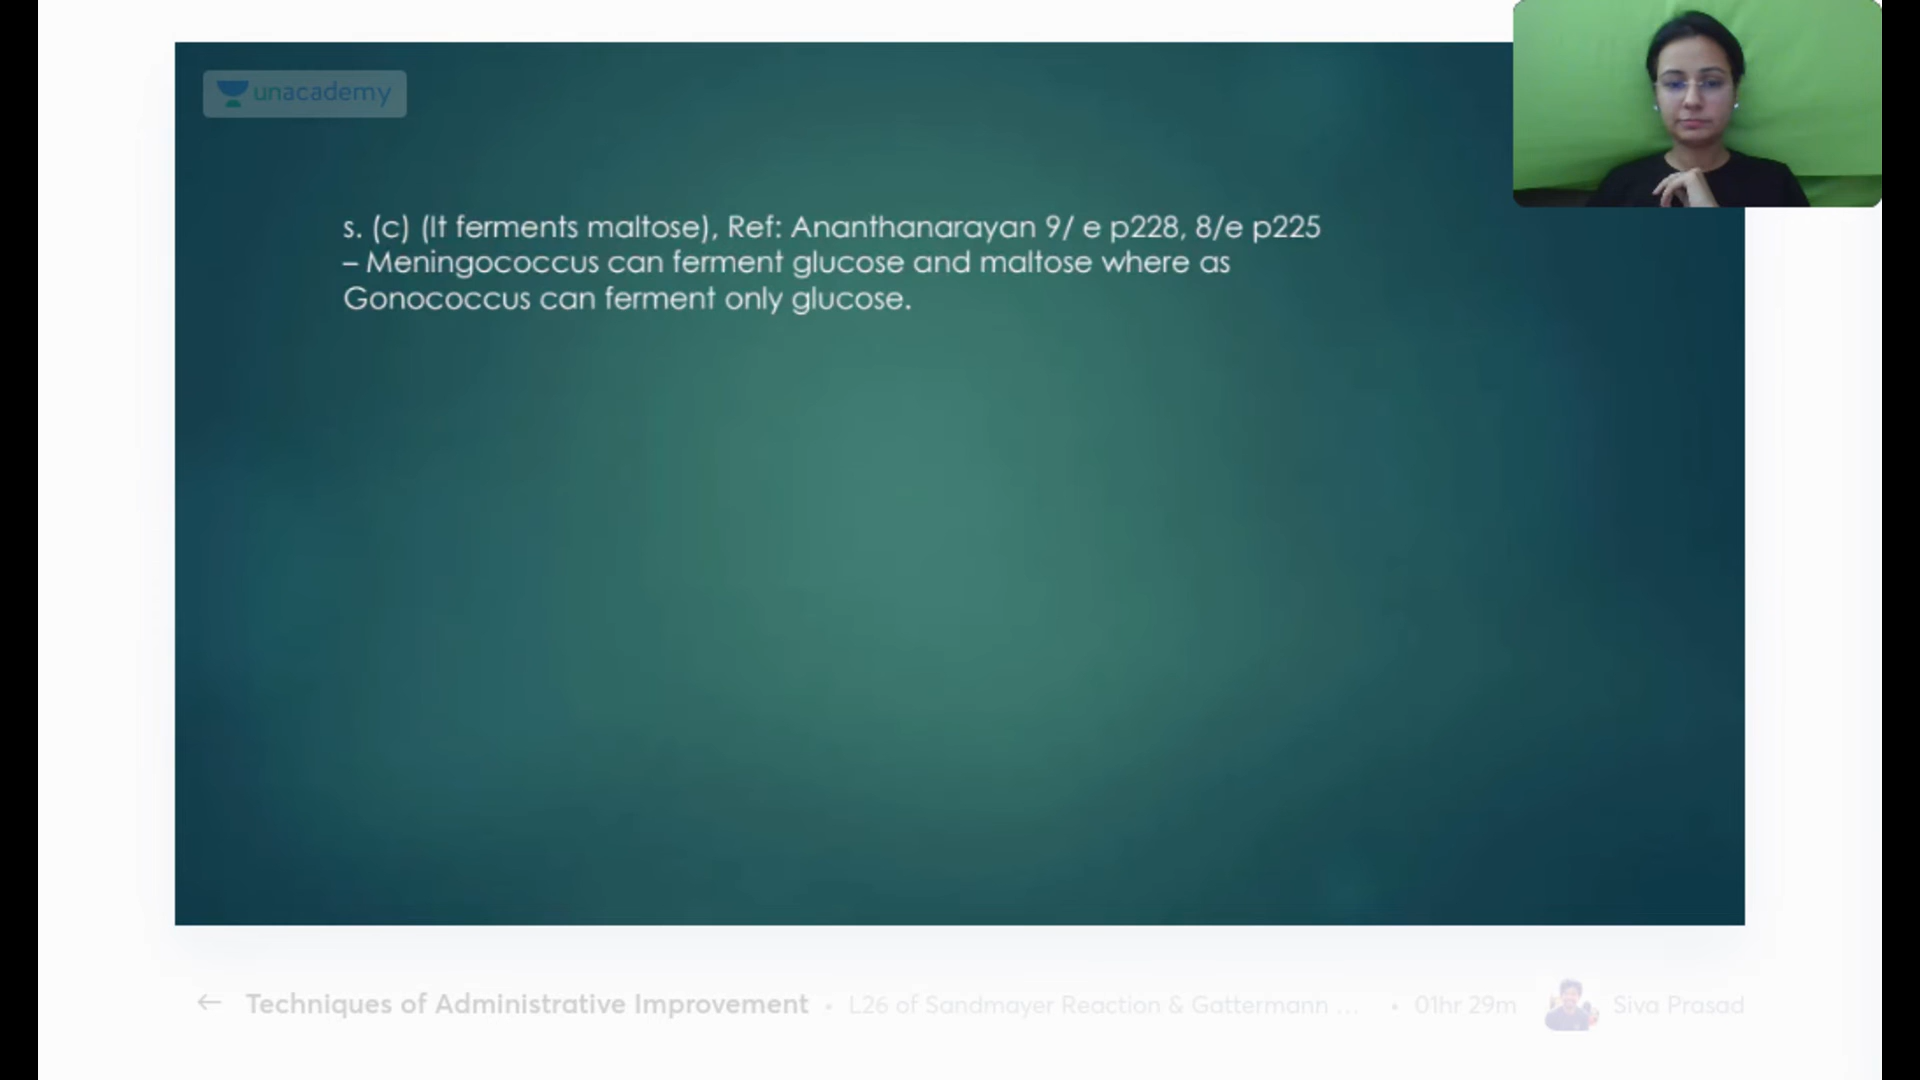 unacademy
s. (c) (It ferments maltose), Ref: Ananthanarayan 9/ e p228, 8/e p225
– Meningococcus can ferment glucose and maltose where as
Gonococcus can ferment only glucose.
Techniques of Administrative Improvement • L26 of Sandmayer Reaction & Gattermann ... • 01hr 29m Siva Prasad